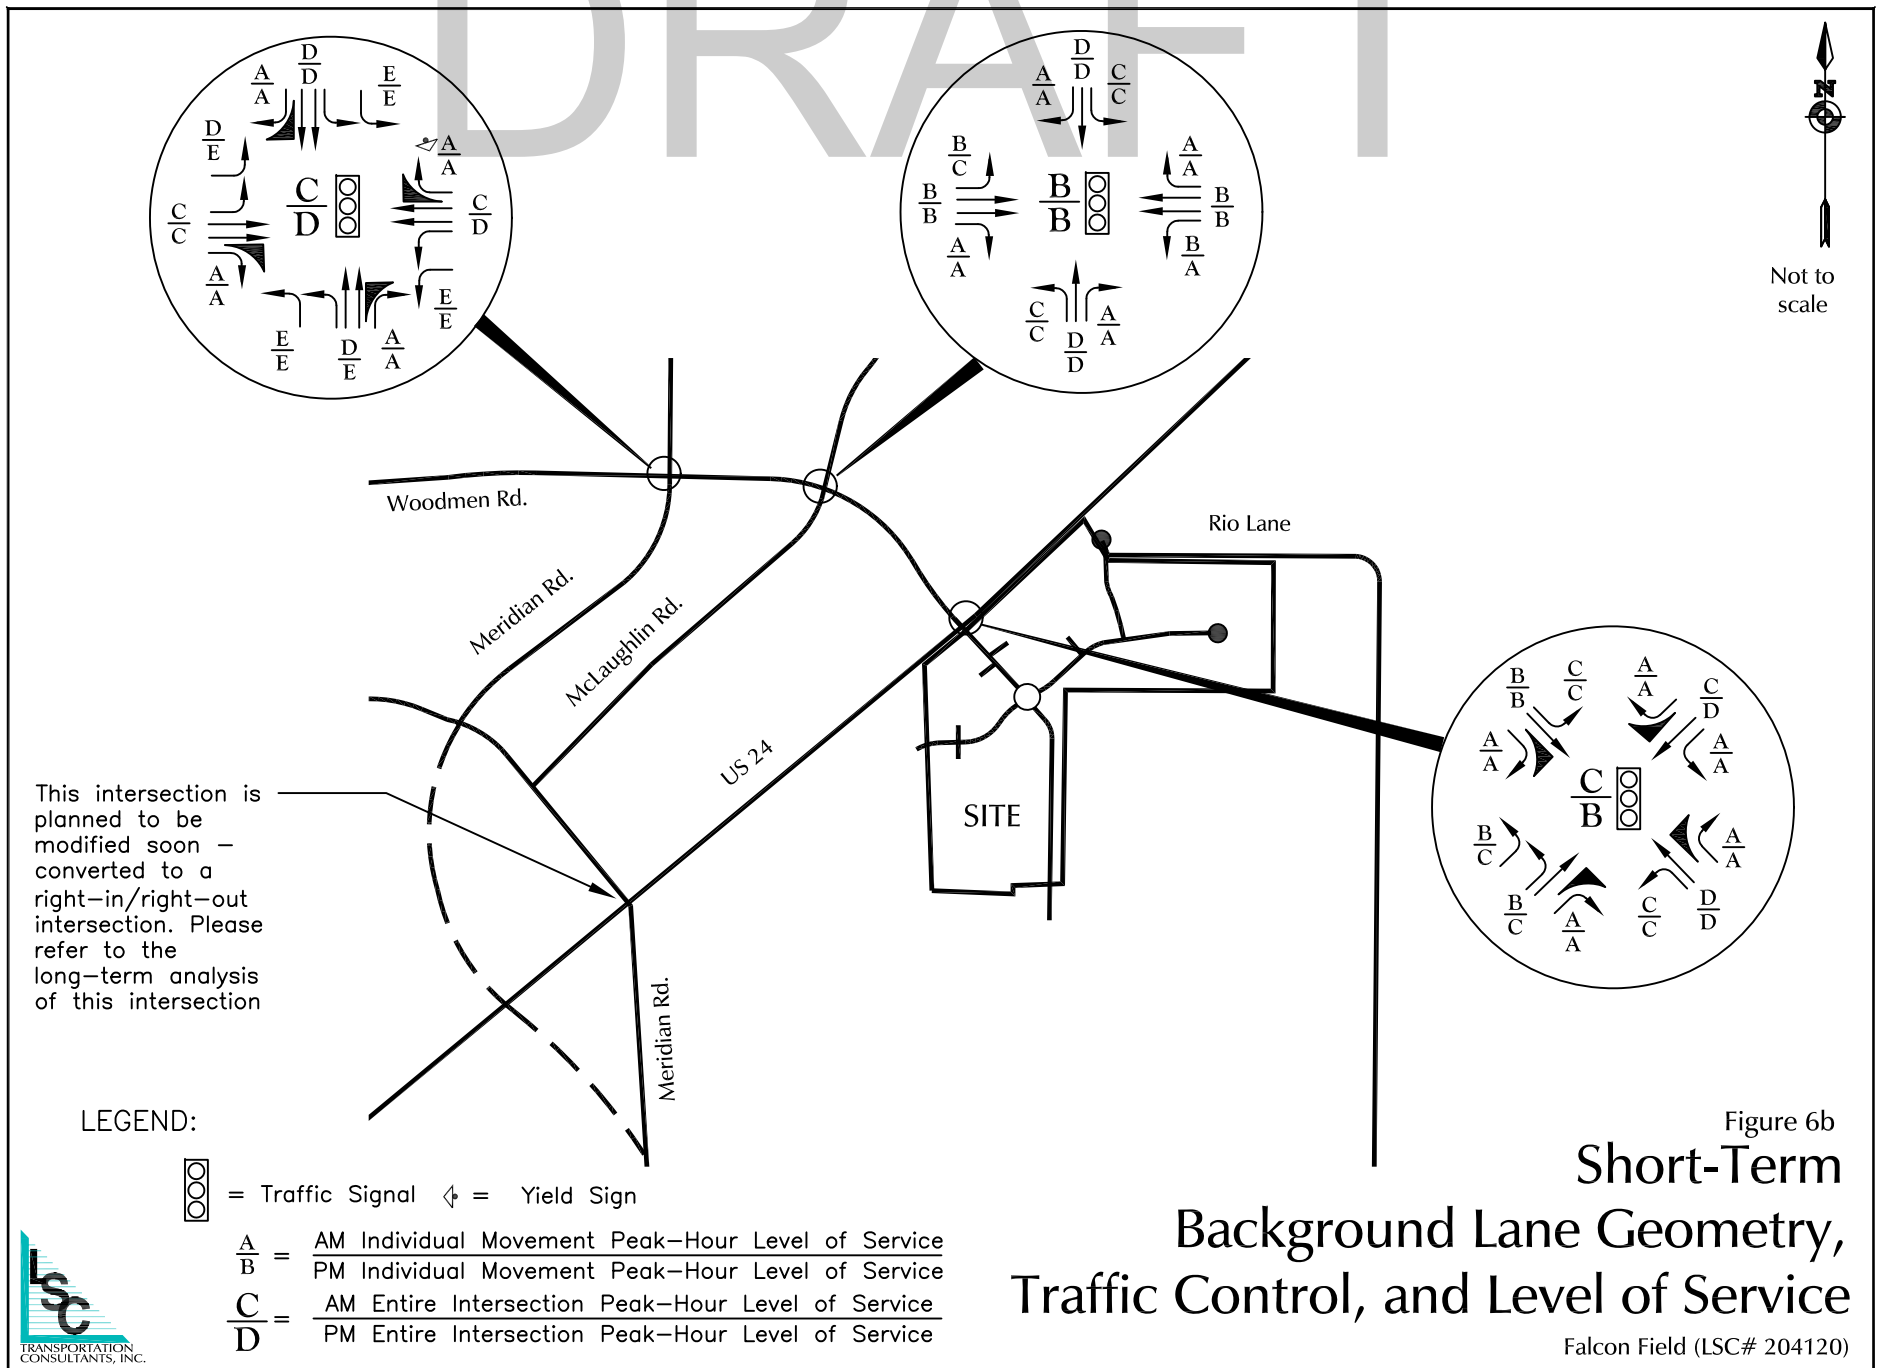 DRAFT
D
D
A
A
E
E
D
E
A
A
C
D
C
C
C
D
A
A
E
E
E
E
D
E
A
A
D
D
A
A
C
C
B
C
A
A
B
B
B
B
B
B
A
A
B
A
C
C
A
A
D
D
N
Not to
scale
Woodmen Rd.
Rio Lane
Meridian Rd.
McLaughlin Rd.
US 24
SITE
Meridian Rd.
B
B
C
C
A
A
C
D
A
A
A
A
C
B
B
C
A
A
B
C
A
A
C
C
D
D
This intersection is
planned to be
modified soon –
converted to a
right–in/right–out
intersection. Please
refer to the
long–term analysis
of this intersection
LEGEND:
= Traffic Signal = Yield Sign
A
B
=
AM Individual Movement Peak–Hour Level of Service
PM Individual Movement Peak–Hour Level of Service
C
D
=
AM Entire Intersection Peak–Hour Level of Service
PM Entire Intersection Peak–Hour Level of Service
LSC
TRANSPORTATION
CONSULTANTS, INC.
Figure 6b
Short-Term
Background Lane Geometry,
Traffic Control, and Level of Service
Falcon Field (LSC# 204120)